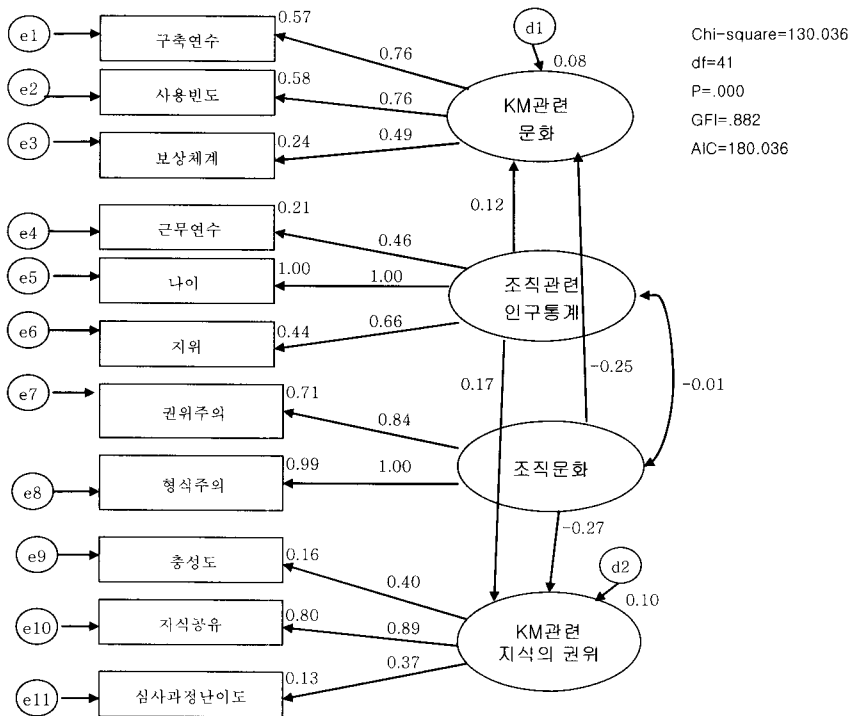 e1
구축연수
0.57
0.76
d1
0.08
Chi-square=130.036
df=41
P=.000
GFI=.882
AIC=180.036
e2
사용빈도
0.58
0.76
KM관련
문화
e3
보상체계
0.24
0.49
0.12
e4
근무연수
0.21
0.46
e5
나이
1.00
1.00
조직관련
인구통계
e6
지위
0.44
0.66
0.17
-0.25
-0.01
e7
권위주의
0.71
0.84
e8
형식주의
0.99
1.00
조직문화
-0.27
e9
충성도
0.16
0.40
d2
0.10
e10
지식공유
0.80
0.89
KM관련
지식의 권위
e11
심사과정난이도
0.13
0.37